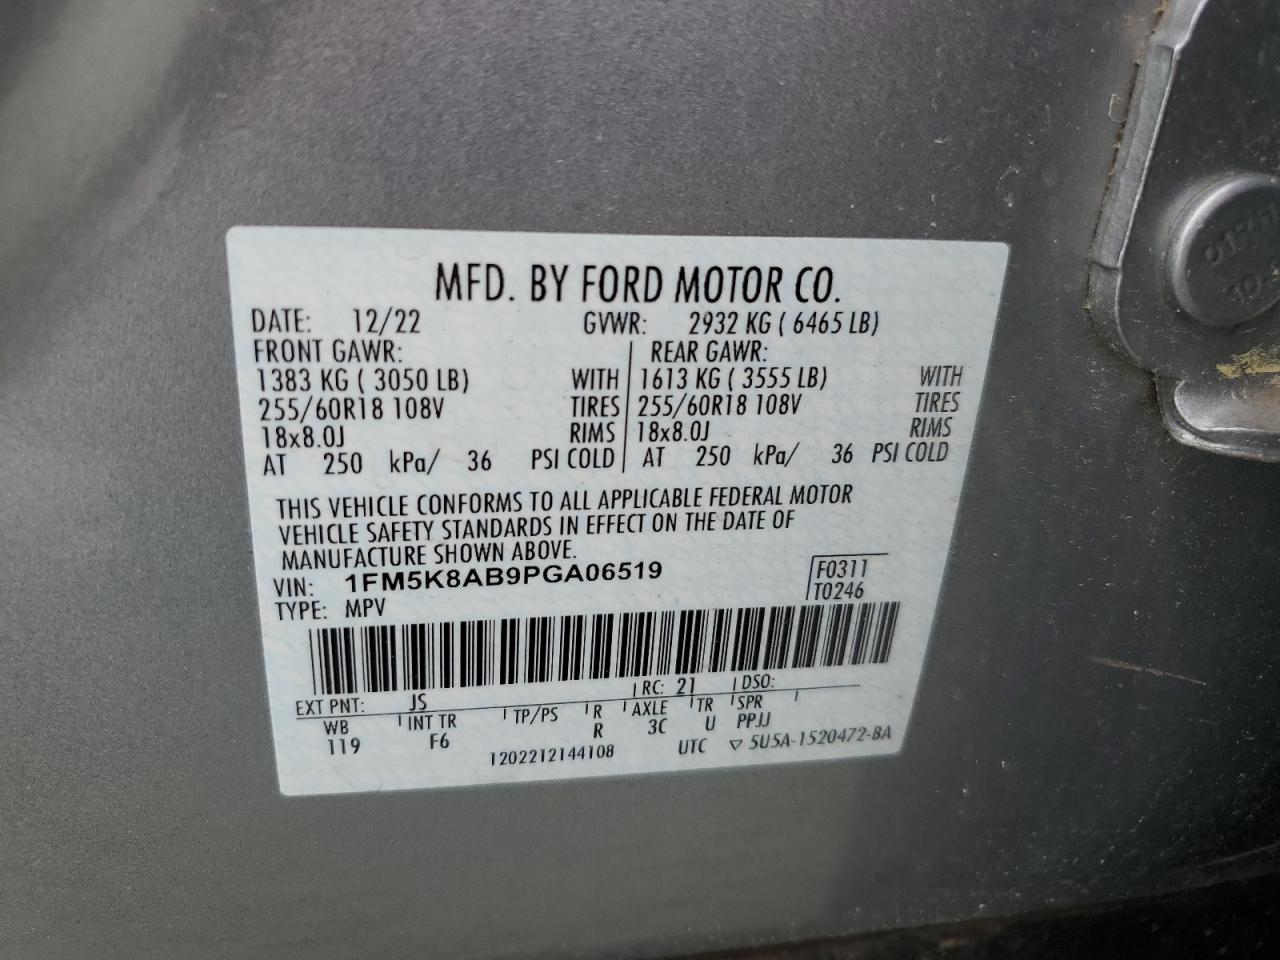 MFD. BY FORD MOTOR CO.
DATE: 12/22 GVWR: 2932 KG ( 6465 LB)
FRONT GAWR: REAR GAWR:
1383 KG ( 3050 LB) WITH 1613 KG ( 3555 LB) WITH
255/60R18 108V TIRES 255/60R18 108V TIRES
18x8.0J RIMS 18x8.0J RIMS
AT 250 kPa/ 36 PSI COLD AT 250 kPa/ 36 PSI COLD
THIS VEHICLE CONFORMS TO ALL APPLICABLE FEDERAL MOTOR
VEHICLE SAFETY STANDARDS IN EFFECT ON THE DATE OF
MANUFACTURE SHOWN ABOVE.
VIN: 1FM5K8AB9PGA06519 F0311
TYPE: MPV T0246
EXT PNT: JS RC: 21 DSO:
WB INT TR TP/PS R AXLE TR SPR
119 F6 R 3C U PPJJ
1202212144108 UTC ▽ 5U5A-1520472-BA